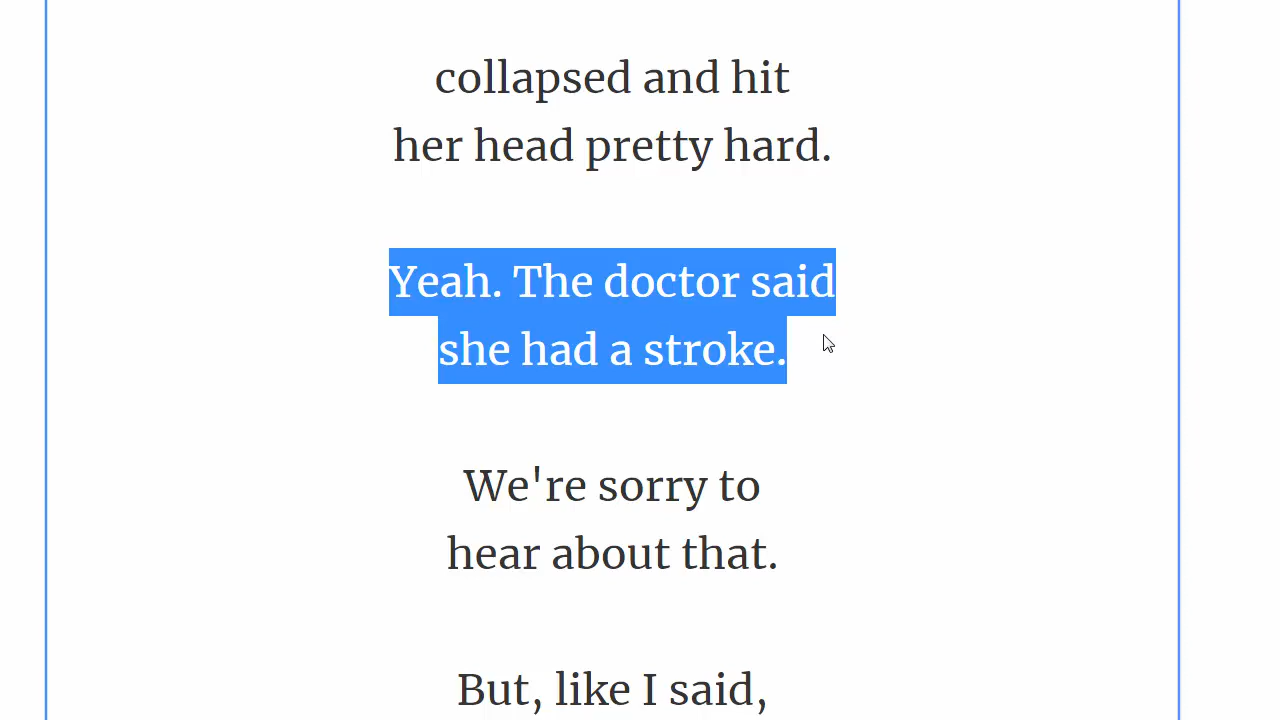 collapsed and hit
her head pretty hard.
Yeah. The doctor said
she had a stroke.
We're sorry to
hear about that.
But, like I said,